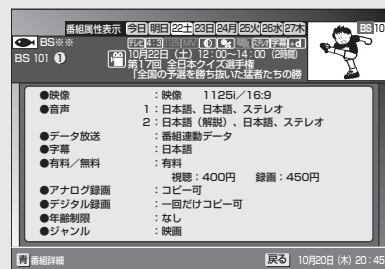 番組属性表示 今日 明日 22土 23日 24月 25火 26水 27木 BS 10
BS※※
BS 101 ①
10月22日（土）12：00〜14：00（2時間）
第17回 全日本クイズ選手権
「全国の予選を勝ち抜いた猛者たちの勝
●映像 ：映像 1125i／16:9
●音声 1：日本語、日本語、ステレオ
2：日本語（解説）、日本語、ステレオ
●データ放送 ：番組連動データ
●字幕 ：日本語
●有料／無料 ：有料
視聴：400円 録画：450円
●アナログ録画 ：コピー可
●デジタル録画 ：一回だけコピー可
●年齢制限 ：なし
●ジャンル ：映画
青 番組詳細 戻る 10月20日（木）20：45